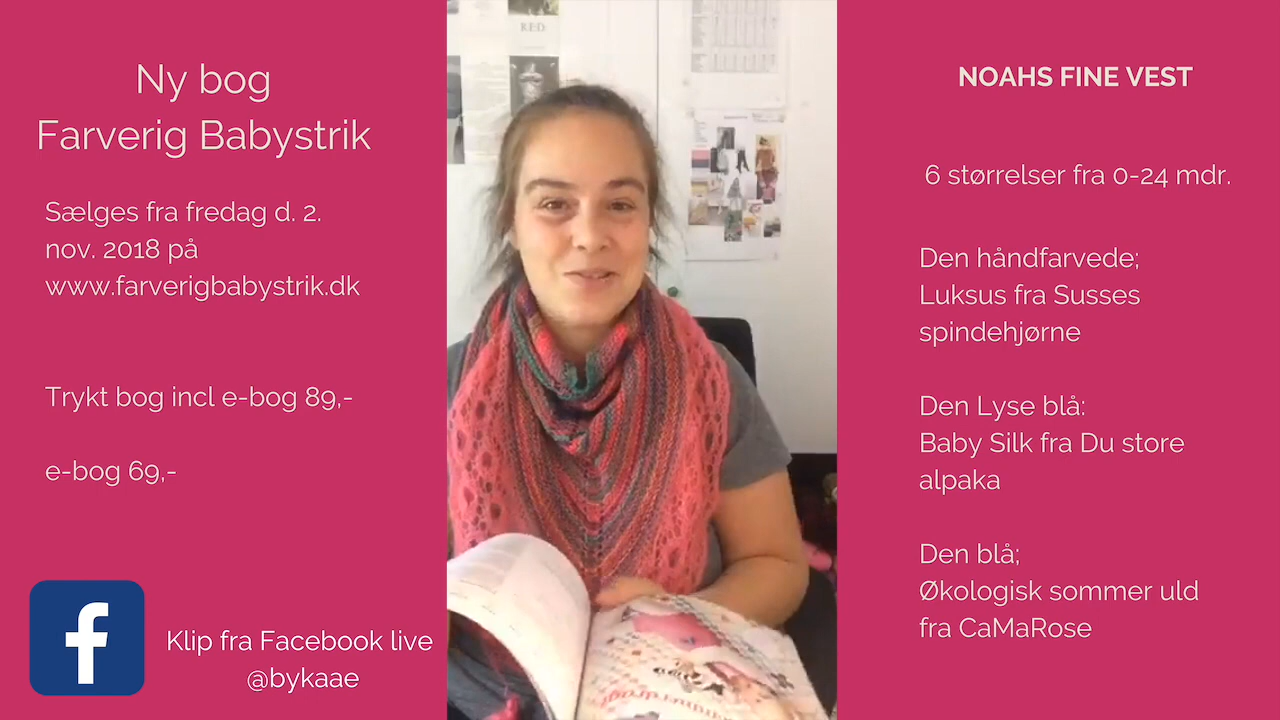 Ny bog
Farverig Babystrik
Sælges fra fredag d. 2.
nov. 2018 på
www.farverigbabystrik.dk
Trykt bog incl e-bog 89,-
e-bog 69,-
Klip fra Facebook live
@bykaae
RED
NOAHS FINE VEST
6 størrelser fra 0-24 mdr.
Den håndfarvede;
Luksus fra Susses
spindehjørne
Den Lyse blå:
Baby Silk fra Du store
alpaka
Den blå;
Økologisk sommer uld
fra CaMaRose